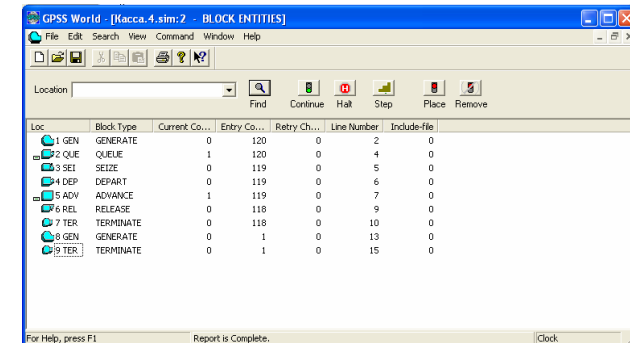 GPSS World - [Kacca.4.sim:2 - BLOCK ENTITIES]
File Edit Search View Command Window Help
Location Find Continue Halt Step Place Remove
Loc Block Type Current Co... Entry Co... Retry Ch... Line Number Include-file
1 GEN GENERATE 0 120 0 2 0
2 QUE QUEUE 1 120 0 4 0
3 SEI SEIZE 0 119 0 5 0
4 DEP DEPART 0 119 0 6 0
5 ADV ADVANCE 1 119 0 7 0
6 REL RELEASE 0 118 0 9 0
7 TER TERMINATE 0 118 0 10 0
8 GEN GENERATE 0 1 0 13 0
9 TER TERMINATE 0 1 0 15 0
For Help, press F1 Report is Complete. Clock